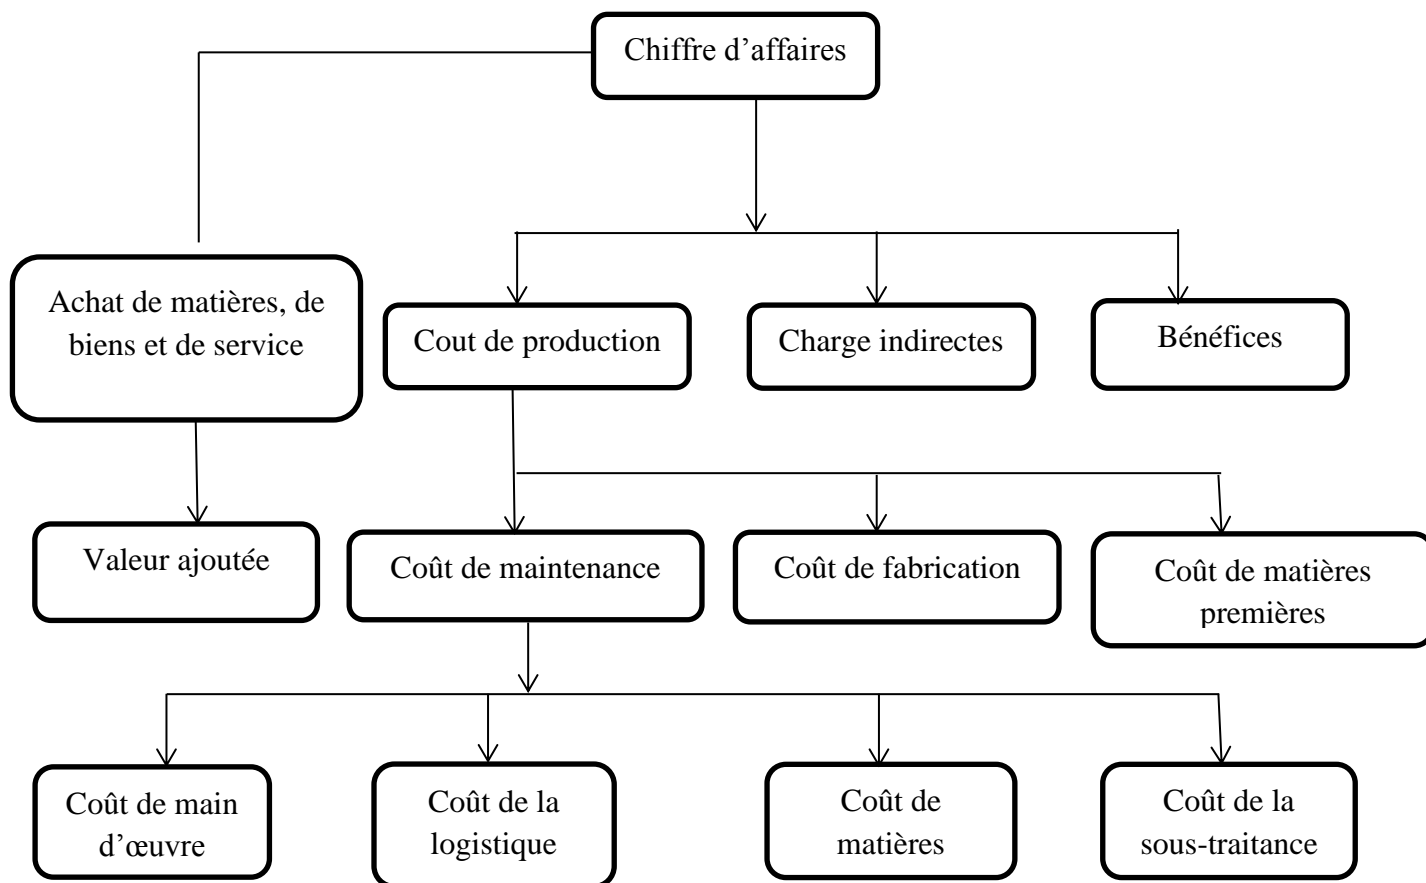 Chiffre d’affaires
Achat de matières, de
biens et de service
Cout de production
Charge indirectes
Bénéfices
Valeur ajoutée
Coût de maintenance
Coût de fabrication
Coût de matières
premières
Coût de main
d’œuvre
Coût de la
logistique
Coût de
matières
Coût de la
sous-traitance